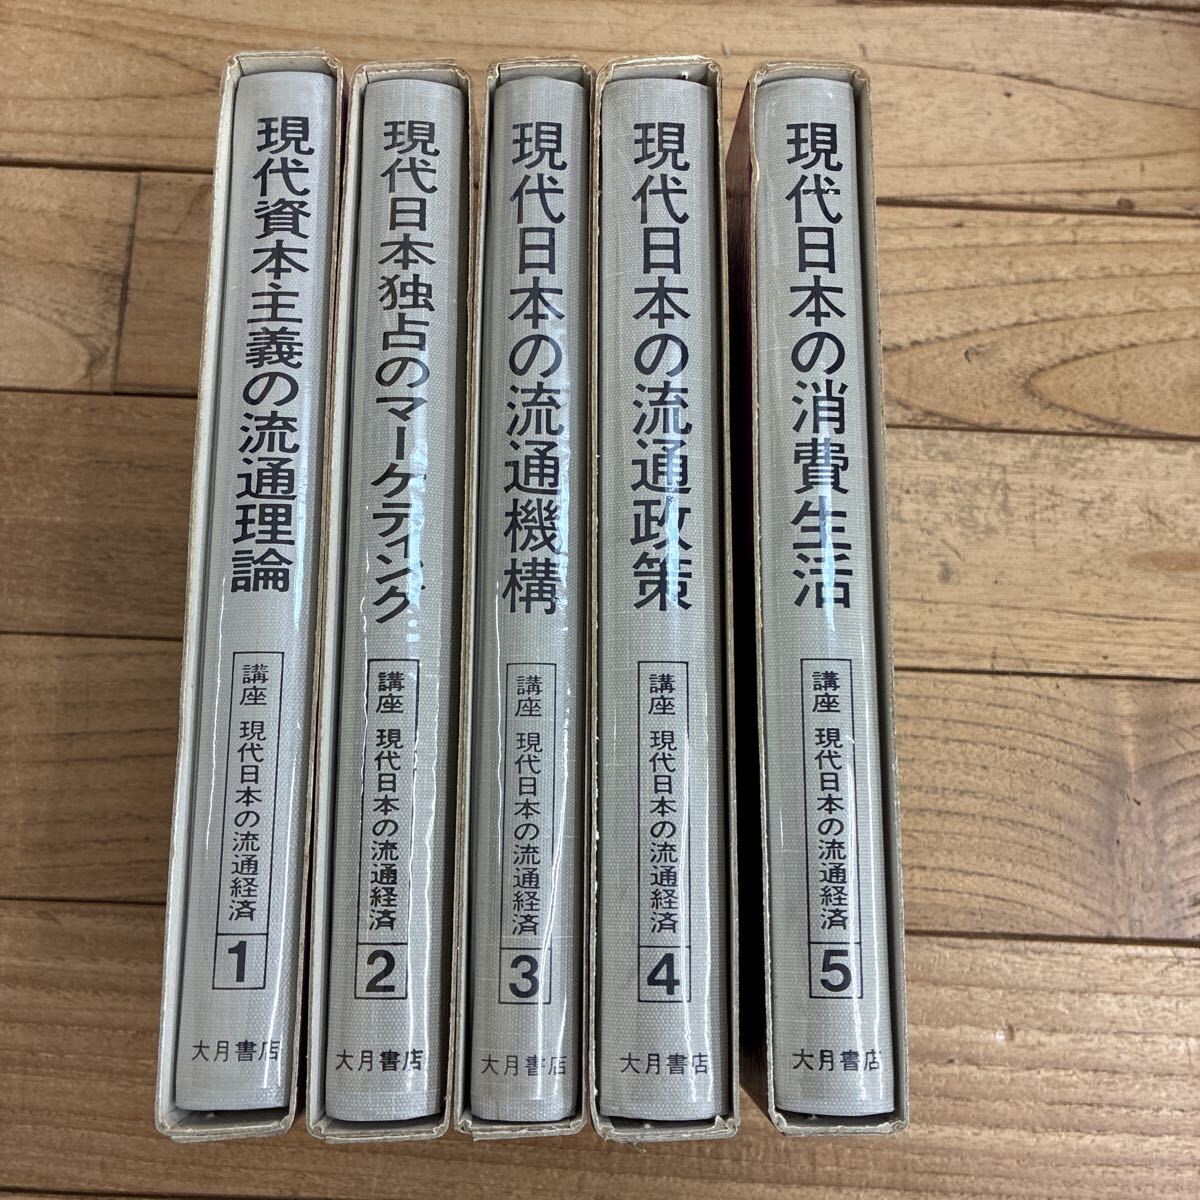 現代資本主義の流通理論
講座
現代日本の流通経済
1
大月書店
現代日本独占のマーケティング
講座
現代日本の流通経済
2
大月書店
現代日本の流通機構
講座
現代日本の流通経済
3
大月書店
現代日本の流通政策
講座
現代日本の流通経済
4
大月書店
現代日本の消費生活
講座
現代日本の流通経済
5
大月書店